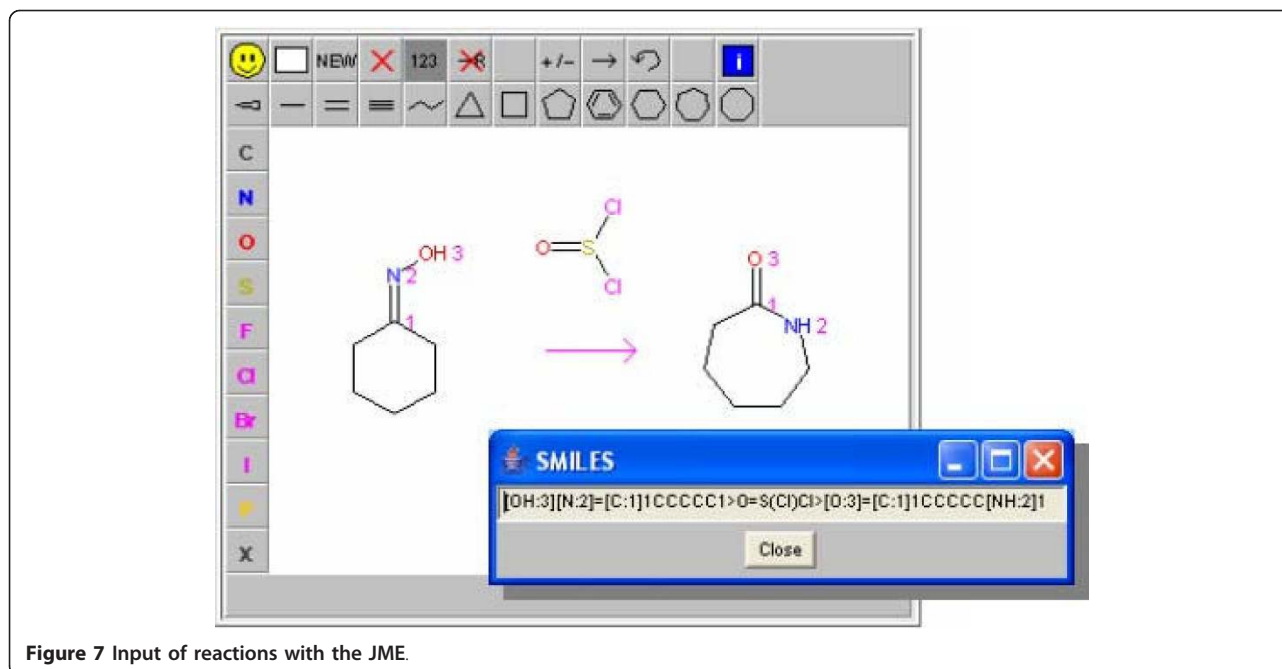 NEW 123 R +/- → i
C
N
O
S
F
Cl
Br
I
P
X
OH 3
N 2
1
Cl
O S
Cl
O 3
1
NH 2
SMILES
[OH:3][N:2]=[C:1]1CCCCC1>O=S(Cl)Cl>[O:3]=[C:1]1CCCCC[NH:2]1
Close
Figure 7 Input of reactions with the JME.